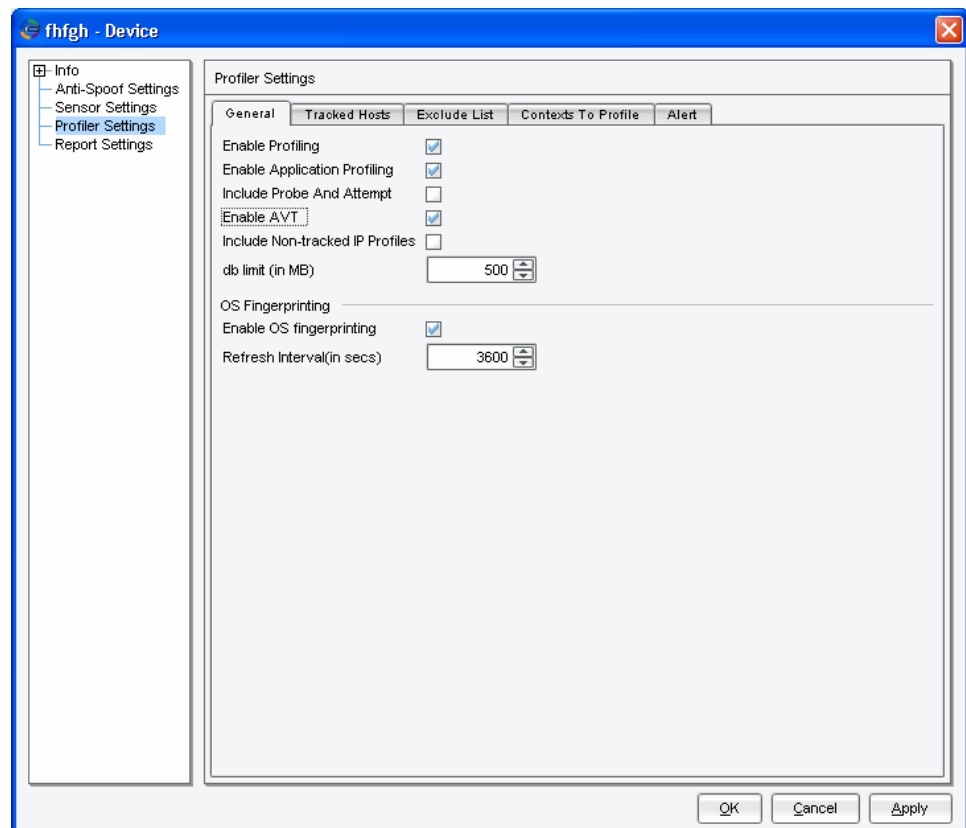 fhfgh - Device
Info
Anti-Spoof Settings
Sensor Settings
Profiler Settings
Report Settings
Profiler Settings
General Tracked Hosts Exclude List Contexts To Profile Alert
Enable Profiling
Enable Application Profiling
Include Probe And Attempt
Enable AVT
Include Non-tracked IP Profiles
db limit (in MB) 500
OS Fingerprinting
Enable OS fingerprinting
Refresh Interval(in secs) 3600
OK Cancel Apply